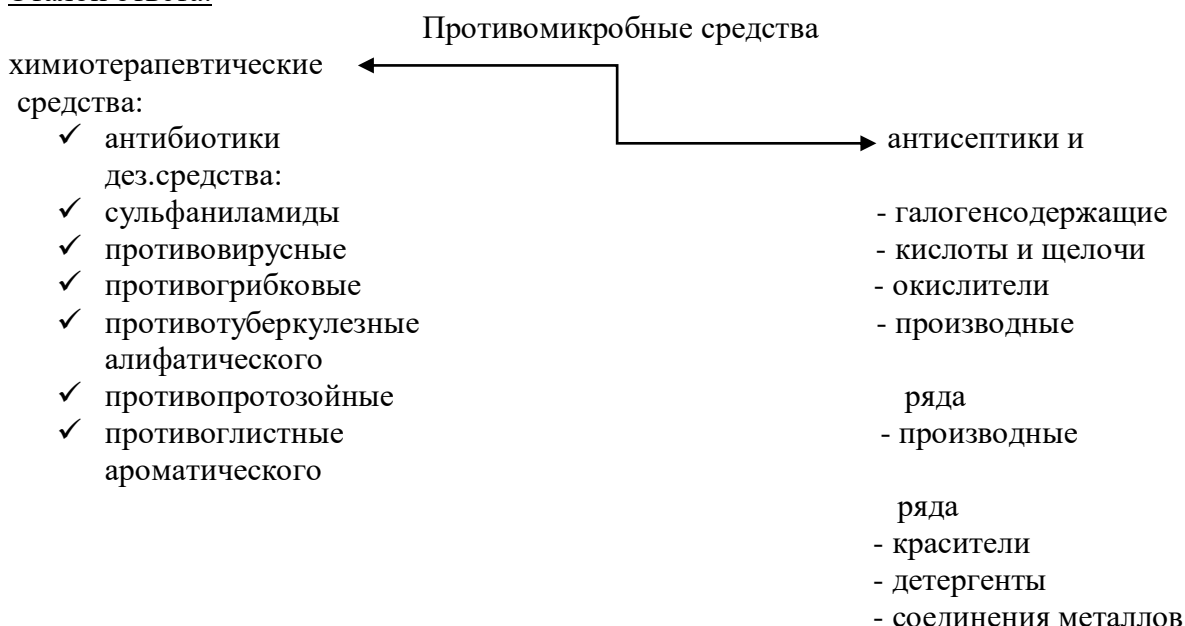 Противомикробные средства
химиотерапевтические
средства:
✓ антибиотики антисептики и
дез.средства:
✓ сульфаниламиды - галогенсодержащие
✓ противовирусные - кислоты и щелочи
✓ противогрибковые - окислители
✓ противотуберкулезные - производные
алифатического
✓ противопротозойные ряда
✓ противоглистные - производные
ароматического
ряда
- красители
- детергенты
- соединения металлов